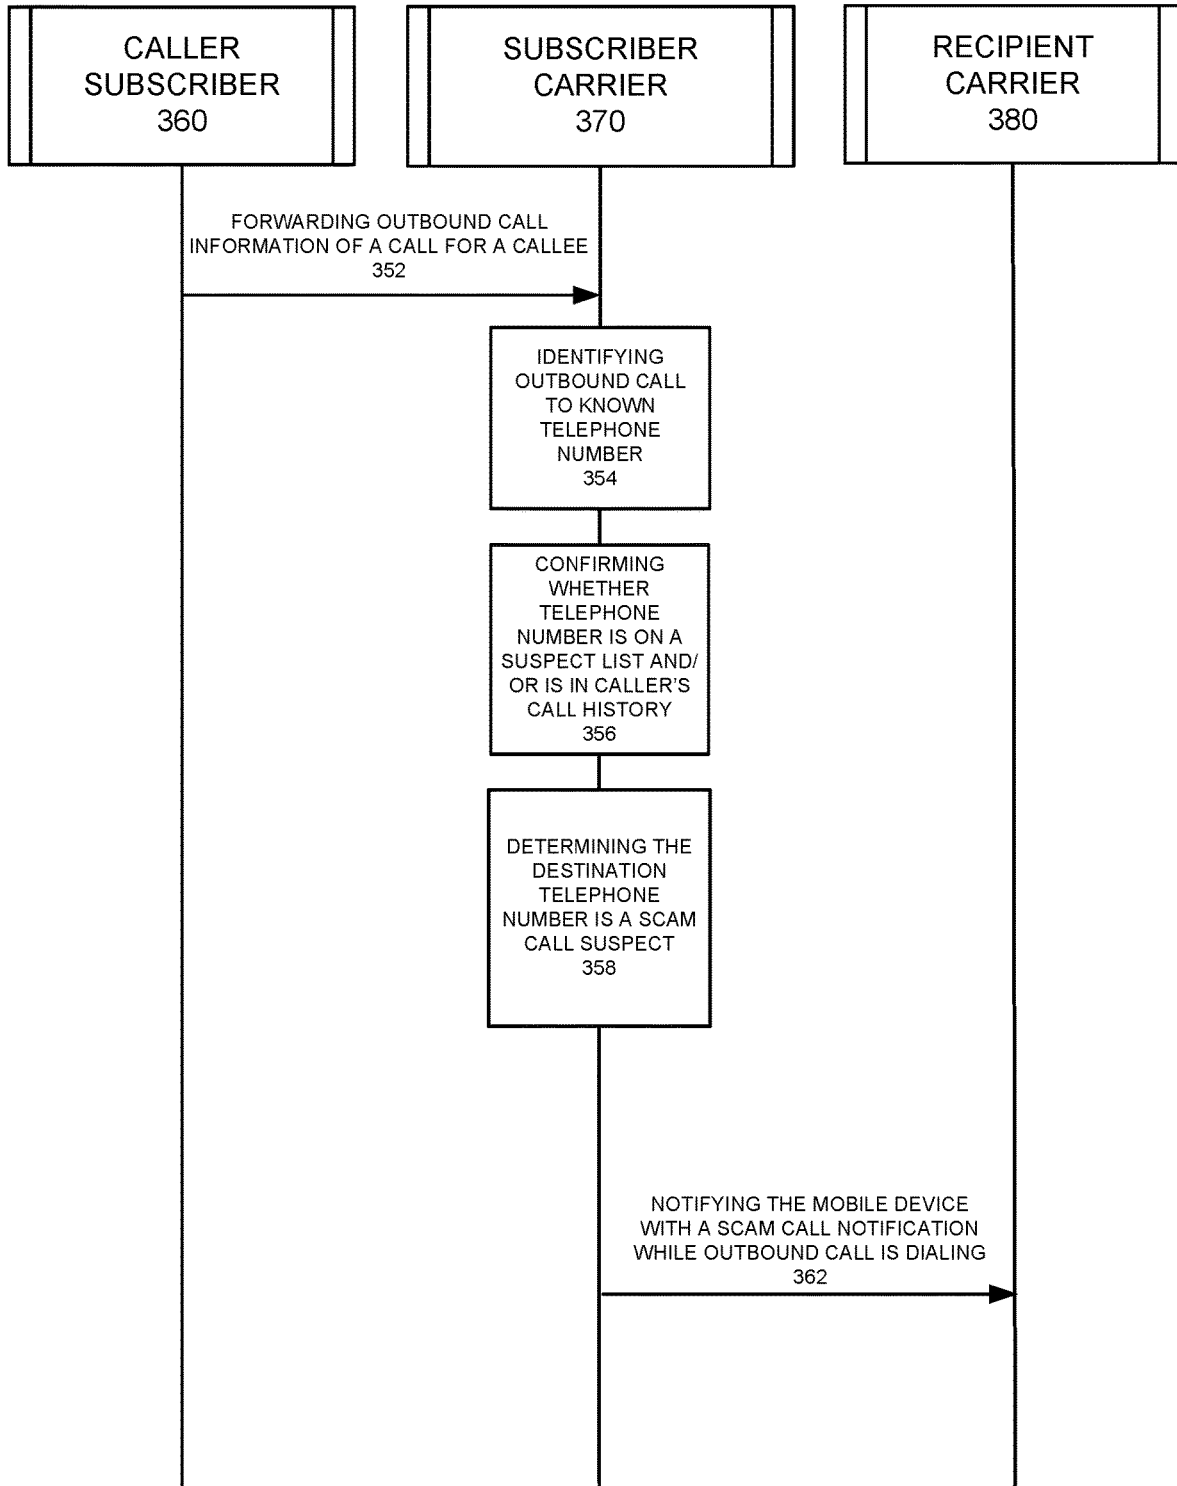 CALLER
SUBSCRIBER
360
SUBSCRIBER
CARRIER
370
RECIPIENT
CARRIER
380
FORWARDING OUTBOUND CALL
INFORMATION OF A CALL FOR A CALLEE
352
IDENTIFYING
OUTBOUND CALL
TO KNOWN
TELEPHONE
NUMBER
354
CONFIRMING
WHETHER
TELEPHONE
NUMBER IS ON A
SUSPECT LIST AND/
OR IS IN CALLER'S
CALL HISTORY
356
DETERMINING THE
DESTINATION
TELEPHONE
NUMBER IS A SCAM
CALL SUSPECT
358
NOTIFYING THE MOBILE DEVICE
WITH A SCAM CALL NOTIFICATION
WHILE OUTBOUND CALL IS DIALING
362